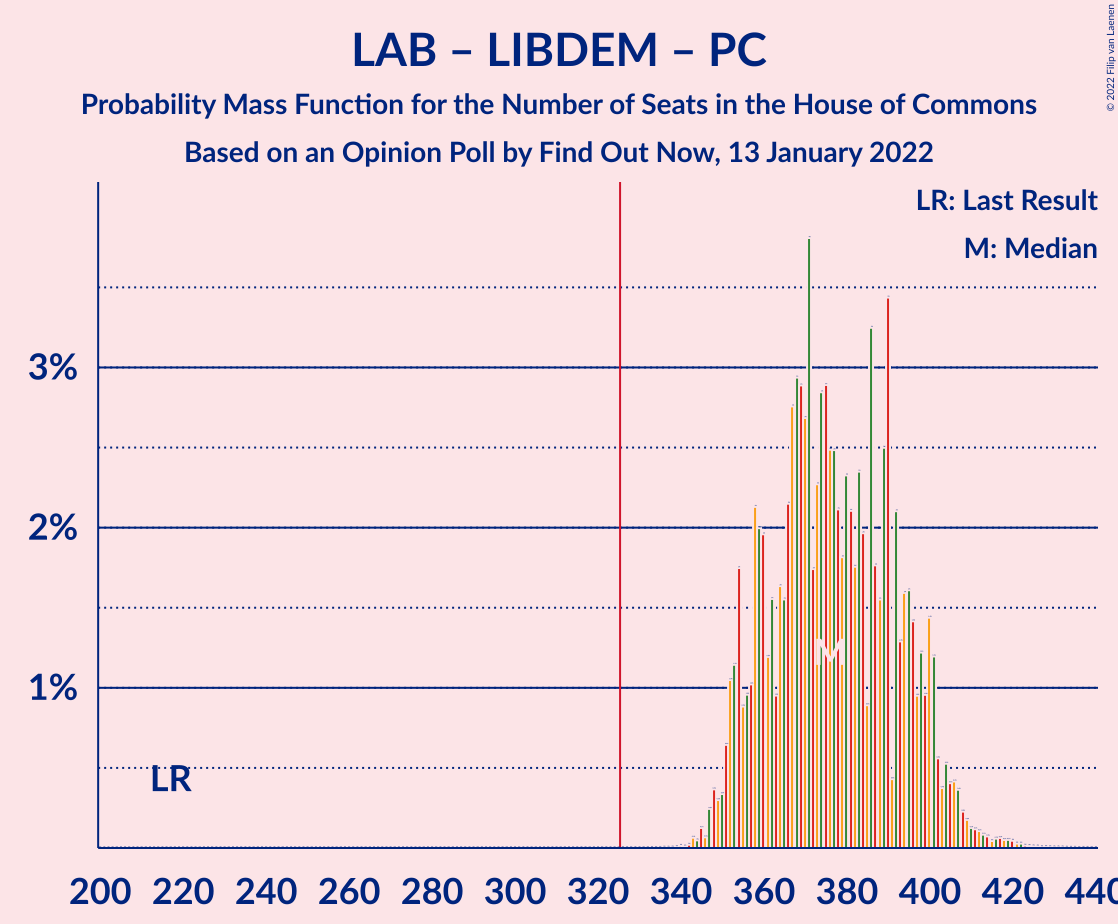 LAB – LIBDEM – PC
Probability Mass Function for the Number of Seats in the House of Commons
Based on an Opinion Poll by Find Out Now, 13 January 2022
© 2022 Filip van Laenen
LR: Last Result
M: Median
3%
2%
1%
M
LR
200 220 240 260 280 300 320 340 360 380 400 420 440